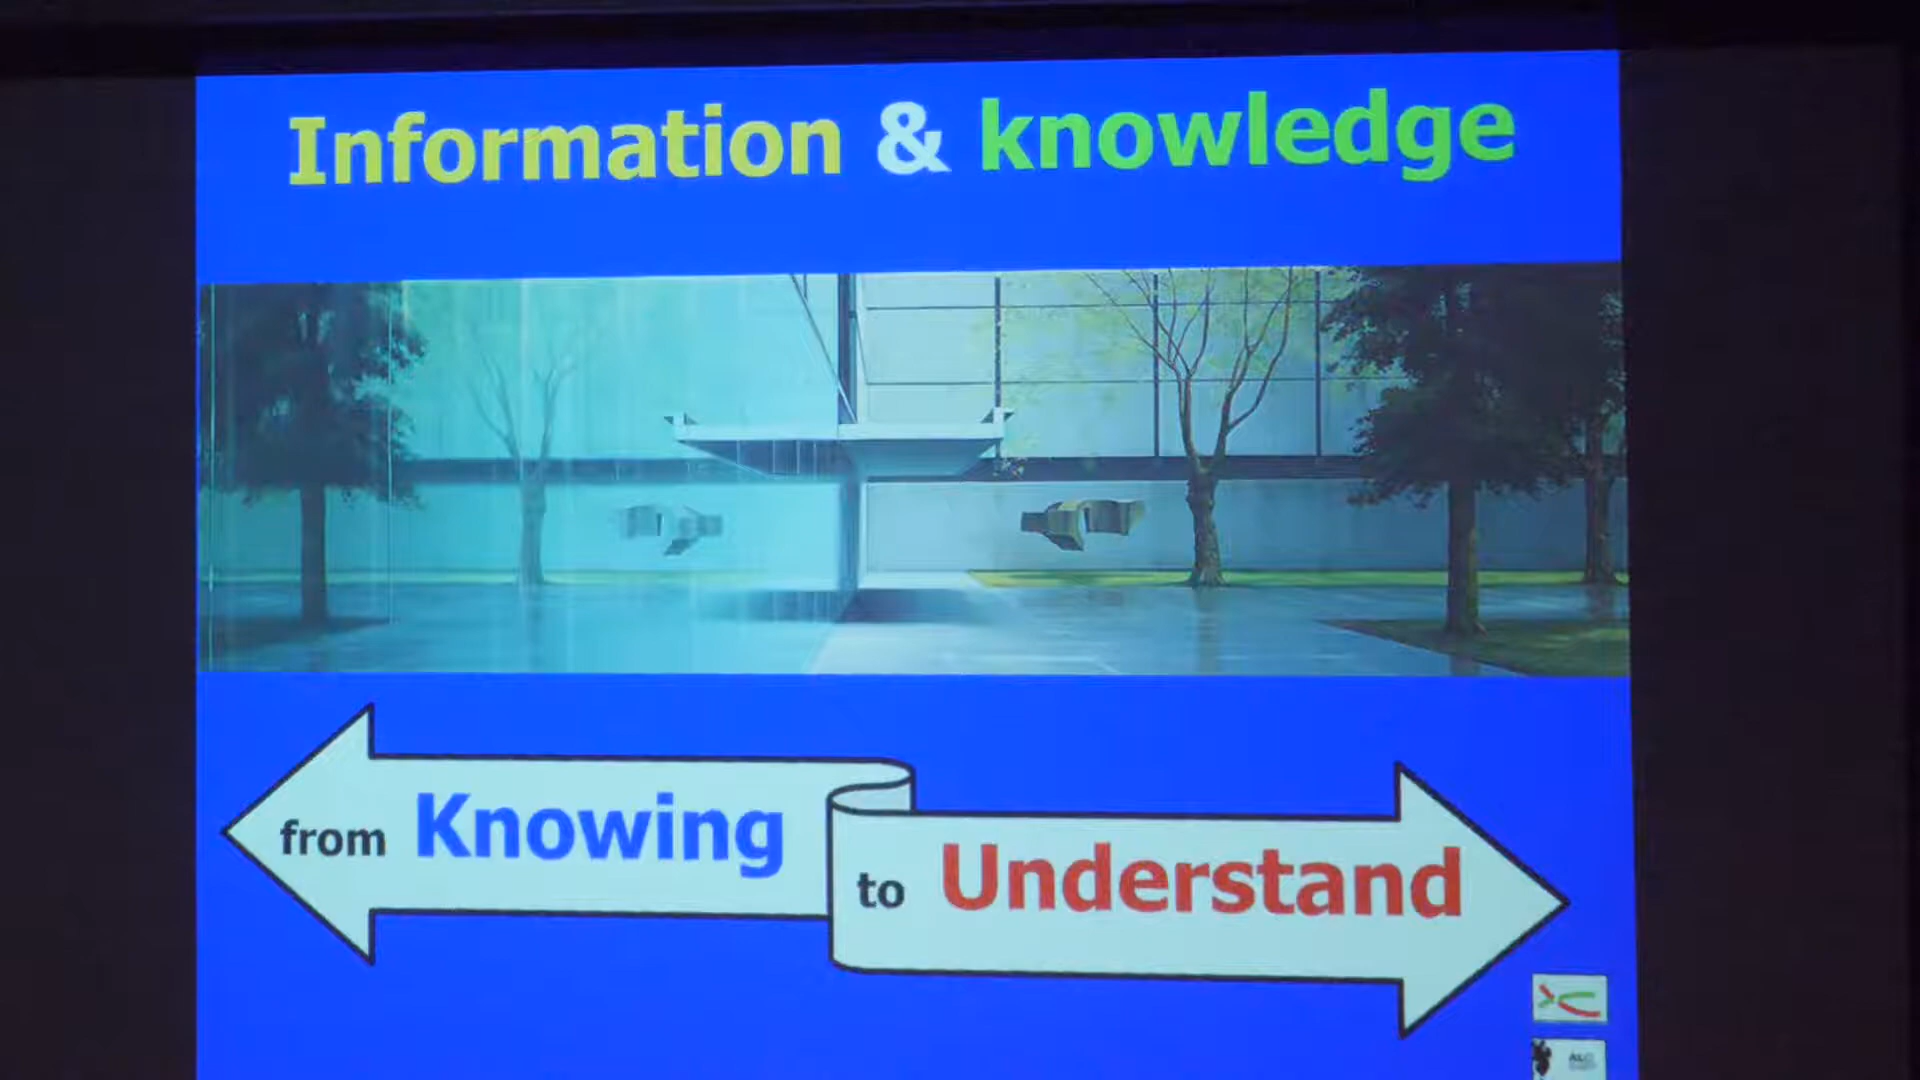 Information & knowledge
from Knowing
to Understand